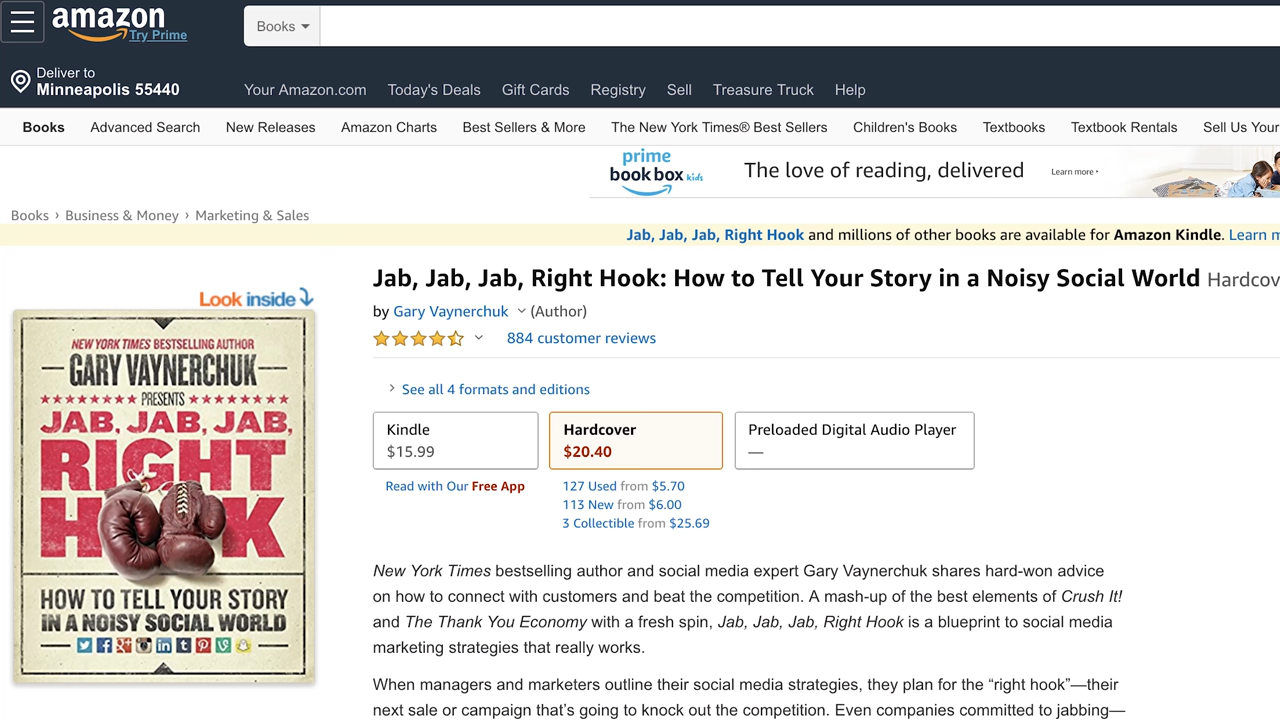 amazon
Try Prime
Books
Deliver to
Minneapolis 55440
Your Amazon.com Today's Deals Gift Cards Registry Sell Treasure Truck Help
Books Advanced Search New Releases Amazon Charts Best Sellers & More The New York Times® Best Sellers Children's Books Textbooks Textbook Rentals Sell Us Your
prime
book box kids
The love of reading, delivered
Learn more
Books › Business & Money › Marketing & Sales
Jab, Jab, Jab, Right Hook and millions of other books are available for Amazon Kindle. Learn
Jab, Jab, Jab, Right Hook: How to Tell Your Story in a Noisy Social World Hardcov
by Gary Vaynerchuk (Author)
884 customer reviews
Look inside
NEW YORK TIMES BESTSELLING AUTHOR
GARY VAYNERCHUK
PRESENTS
JAB, JAB, JAB,
RIGHT
HOOK
HOW TO TELL YOUR STORY
IN A NOISY SOCIAL WORLD
See all 4 formats and editions
Kindle
$15.99
Read with Our Free App
Hardcover
$20.40
127 Used from $5.70
113 New from $6.00
3 Collectible from $25.69
Preloaded Digital Audio Player
—
New York Times bestselling author and social media expert Gary Vaynerchuk shares hard-won advice
on how to connect with customers and beat the competition. A mash-up of the best elements of Crush It!
and The Thank You Economy with a fresh spin, Jab, Jab, Jab, Right Hook is a blueprint to social media
marketing strategies that really works.
When managers and marketers outline their social media strategies, they plan for the “right hook”—their
next sale or campaign that’s going to knock out the competition. Even companies committed to jabbing—